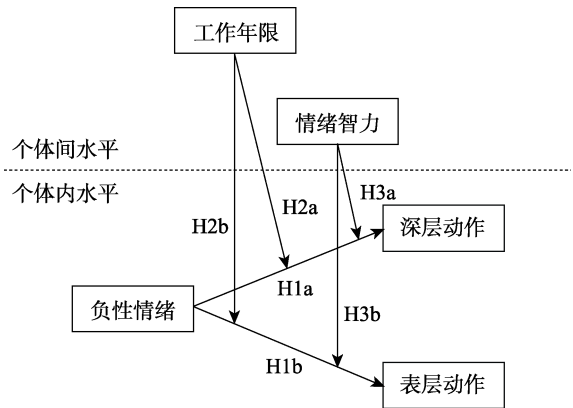 工作年限
情绪智力
个体间水平
个体内水平
H3a
H2a
深层动作
H2b
H1a
负性情绪
H3b
H1b
表层动作